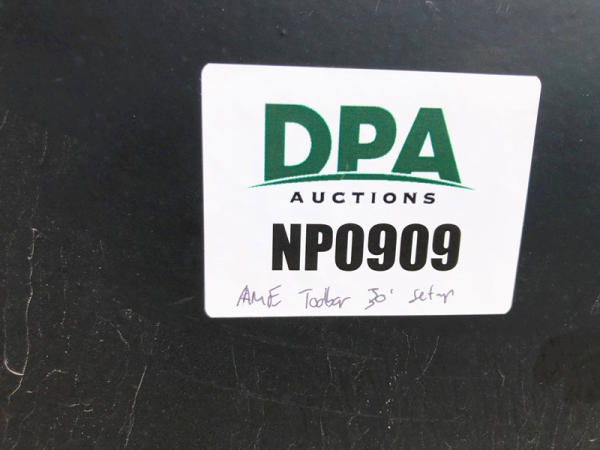 DPA
AUCTIONS
NP0909
AME Toolbar 30' setup